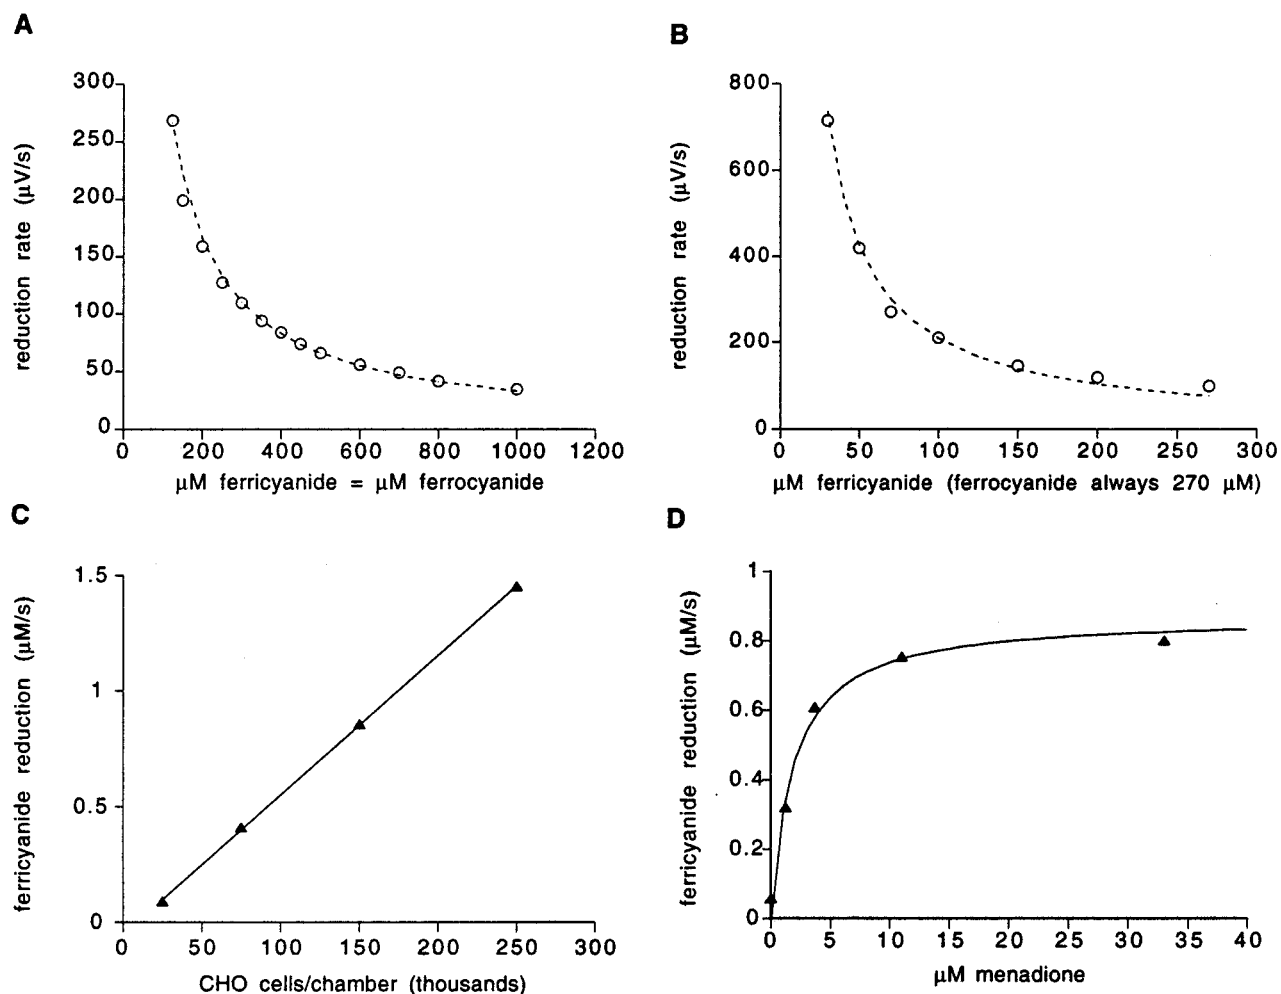 A
300
250
200
150
100
50
0
reduction rate (μV/s)
0 200 400 600 800 1000 1200
μM ferricyanide = μM ferrocyanide
B
800
600
400
200
0
reduction rate (μV/s)
0 50 100 150 200 250 300
μM ferricyanide (ferrocyanide always 270 μM)
C
1.5
1
0.5
0
ferricyanide reduction (μM/s)
0 50 100 150 200 250 300
CHO cells/chamber (thousands)
D
1
0.8
0.6
0.4
0.2
0
ferricyanide reduction (μM/s)
0 5 10 15 20 25 30 35 40
μM menadione